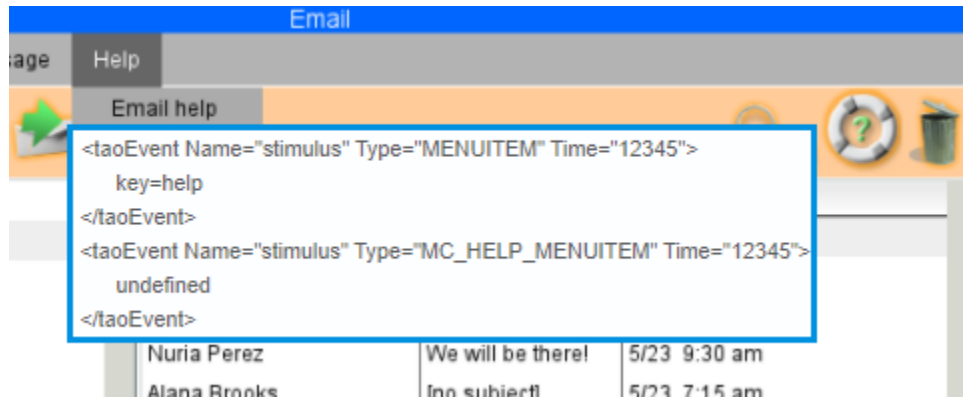 Email
sage Help
Email help
?
<taoEvent Name="stimulus" Type="MENUITEM" Time="12345">
key=help
</taoEvent>
<taoEvent Name="stimulus" Type="MC_HELP_MENUITEM" Time="12345">
undefined
</taoEvent>
Nuria Perez We will be there! 5/23 9:30 am
Alana Brooks [no subject] 5/23 7:15 am